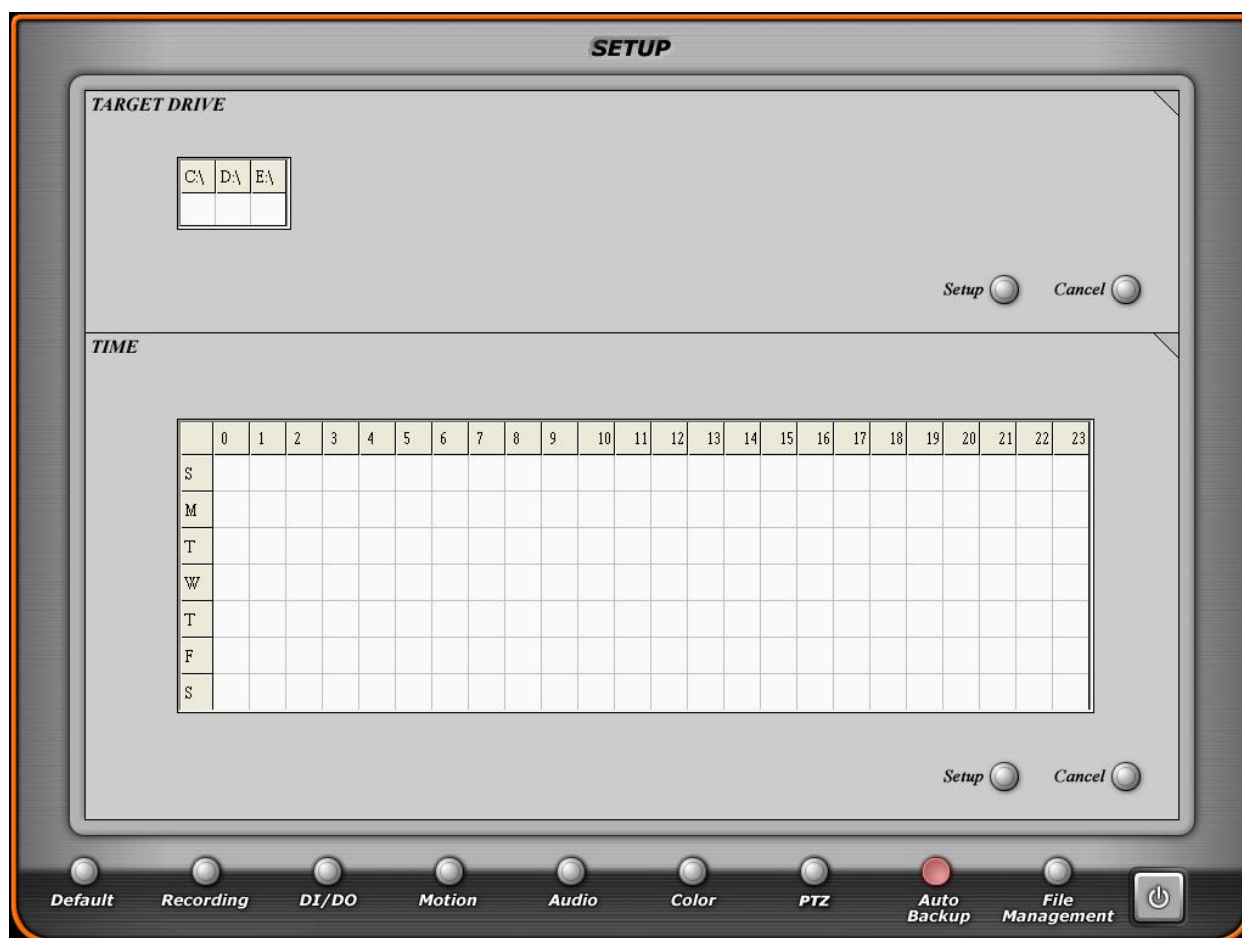 SETUP
TARGET DRIVE
C:\ D:\ E:\
Setup Cancel
TIME
0 1 2 3 4 5 6 7 8 9 10 11 12 13 14 15 16 17 18 19 20 21 22 23
S
M
T
W
T
F
S
Setup Cancel
Default Recording DI/DO Motion Audio Color PTZ Auto Backup File Management